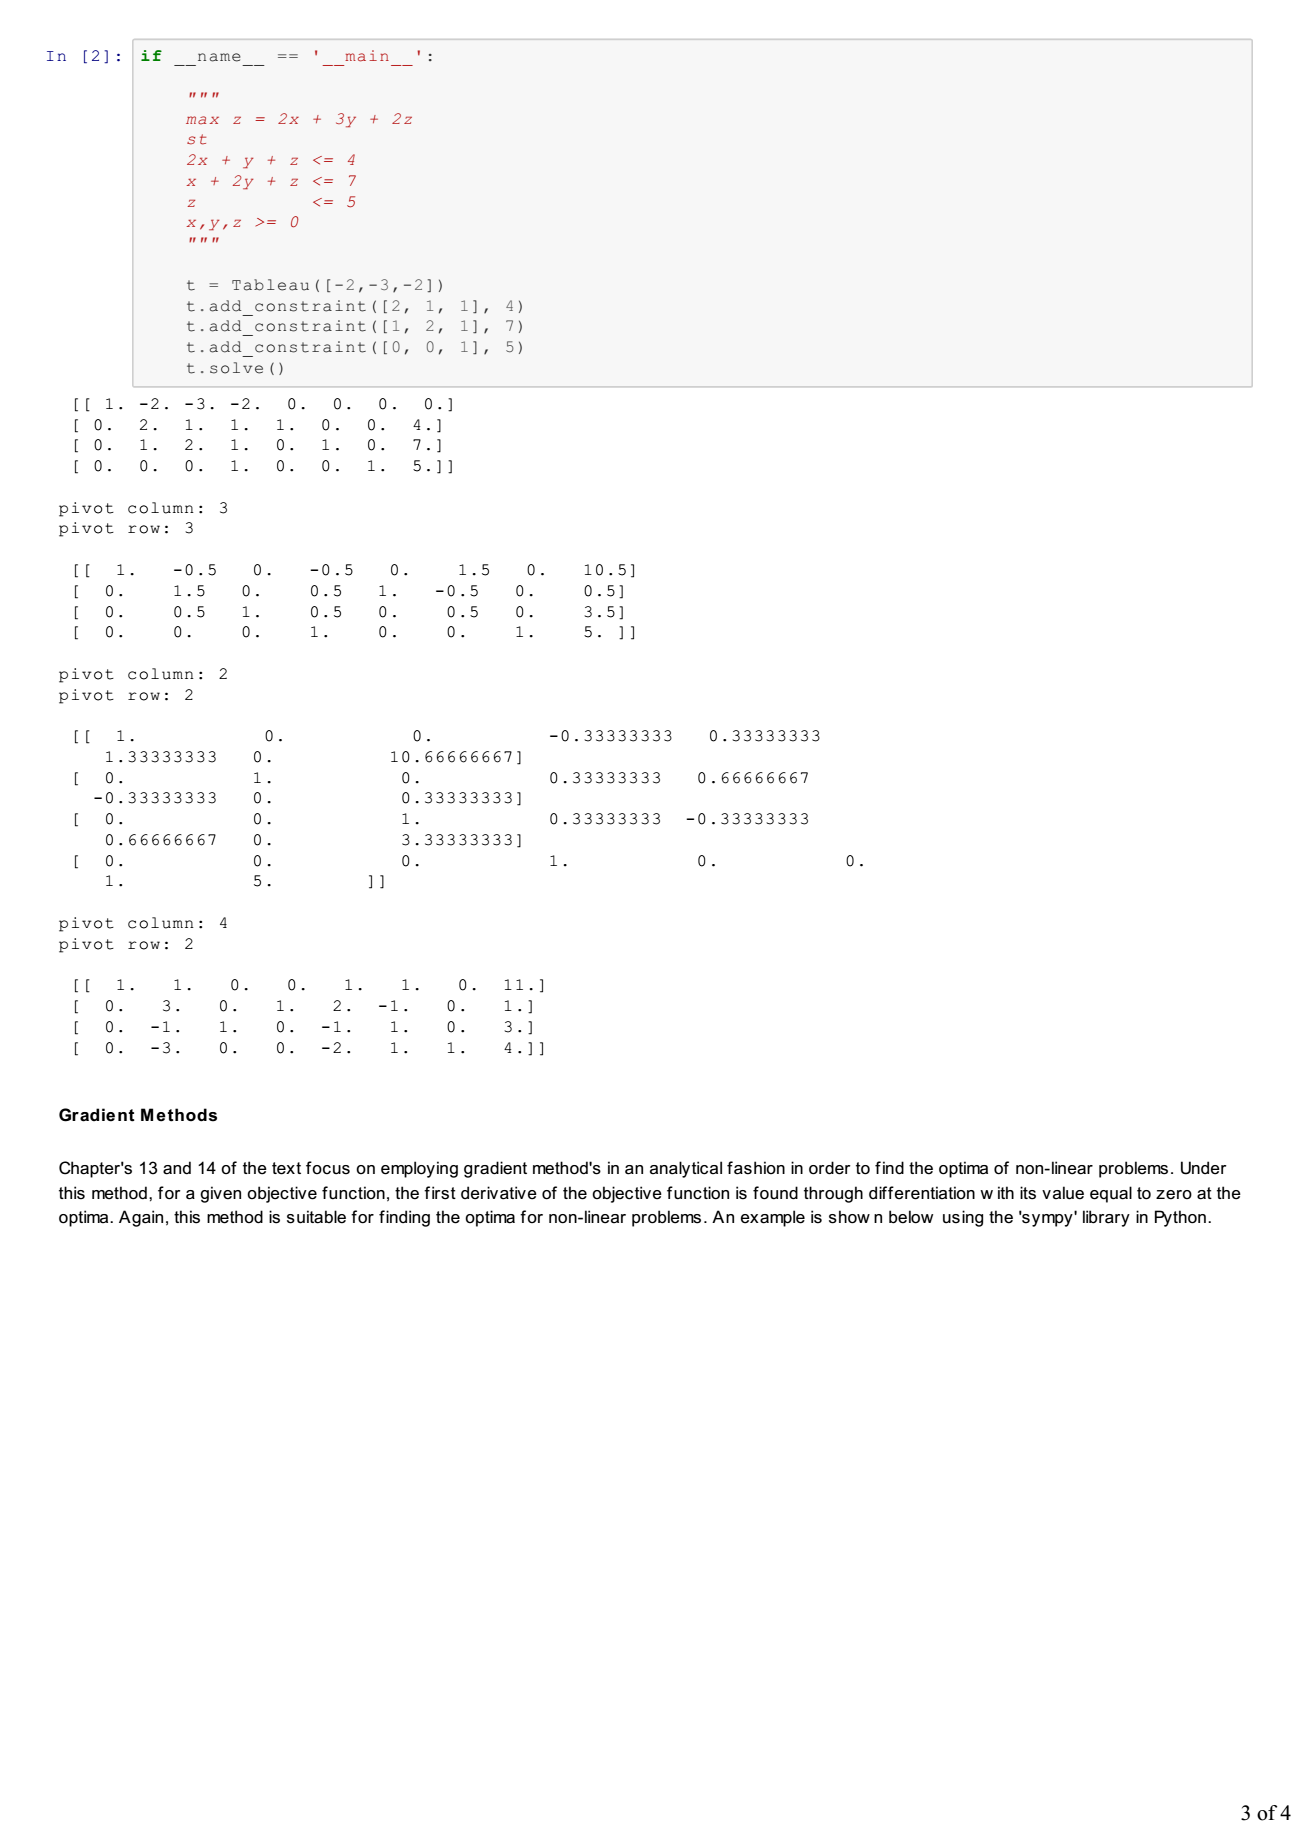 In [2]: if __name__ == '__main__':
"""
max z = 2x + 3y + 2z
st
2x + y + z <= 4
x + 2y + z <= 7
z          <= 5
x,y,z >= 0
"""
t = Tableau([-2,-3,-2])
t.add_constraint([2, 1, 1], 4)
t.add_constraint([1, 2, 1], 7)
t.add_constraint([0, 0, 1], 5)
t.solve()
[[ 1. -2. -3. -2.  0.  0.  0.  0.]
[ 0.  2.  1.  1.  1.  0.  0.  4.]
[ 0.  1.  2.  1.  0.  1.  0.  7.]
[ 0.  0.  0.  1.  0.  0.  1.  5.]]
pivot column: 3
pivot row: 3
[[  1.   -0.5   0.   -0.5   0.    1.5   0.   10.5]
[  0.    1.5   0.    0.5   1.   -0.5   0.    0.5]
[  0.    0.5   1.    0.5   0.    0.5   0.    3.5]
[  0.    0.    0.    1.    0.    0.    1.    5. ]]
pivot column: 2
pivot row: 2
[[  1.           0.           0.          -0.33333333   0.33333333
1.33333333   0.          10.66666667]
[  0.           1.           0.           0.33333333   0.66666667
-0.33333333   0.           0.33333333]
[  0.           0.           1.           0.33333333  -0.33333333
0.66666667   0.           3.33333333]
[  0.           0.           0.           1.           0.           0.
1.           5.        ]]
pivot column: 4
pivot row: 2
[[  1.   1.   0.   0.   1.   1.   0.  11.]
[  0.   3.   0.   1.   2.  -1.   0.   1.]
[  0.  -1.   1.   0.  -1.   1.   0.   3.]
[  0.  -3.   0.   0.  -2.   1.   1.   4.]]
Gradient Methods
Chapter's 13 and 14 of the text focus on employing gradient method's in an analytical fashion in order to find the optima of non-linear problems. Under
this method, for a given objective function, the first derivative of the objective function is found through differentiation with its value equal to zero at the
optima. Again, this method is suitable for finding the optima for non-linear problems. An example is shown below using the 'sympy' library in Python.
3 of 4